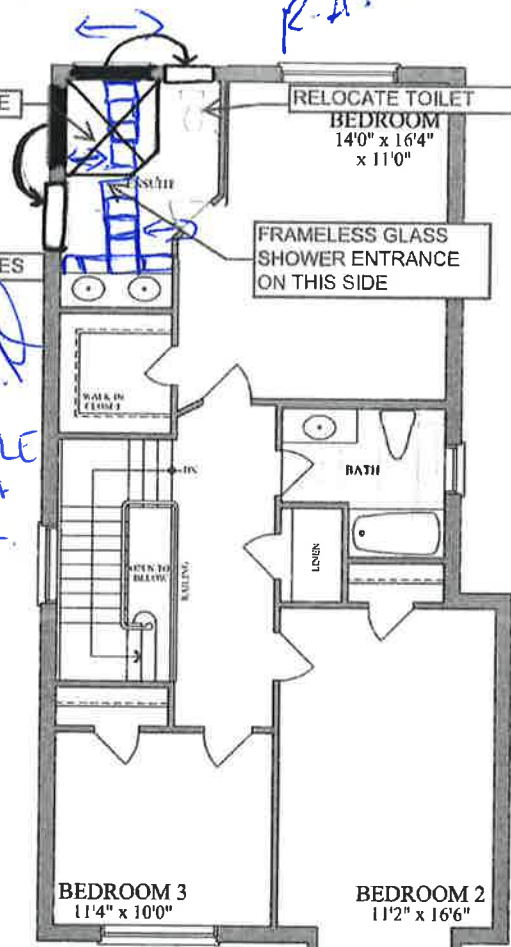 R.A.
E
RELOCATE TOILET
BEDROOM
14'0" x 16'4"
x 11'0"
ENSUITE
FRAMELESS GLASS
SHOWER ENTRANCE
ON THIS SIDE
ES
WALK IN
CLOSET
LE
DN
BATH
LINEN
OPEN TO
BELOW
RAILING
BEDROOM 3
11'4" x 10'0"
BEDROOM 2
11'2" x 16'6"